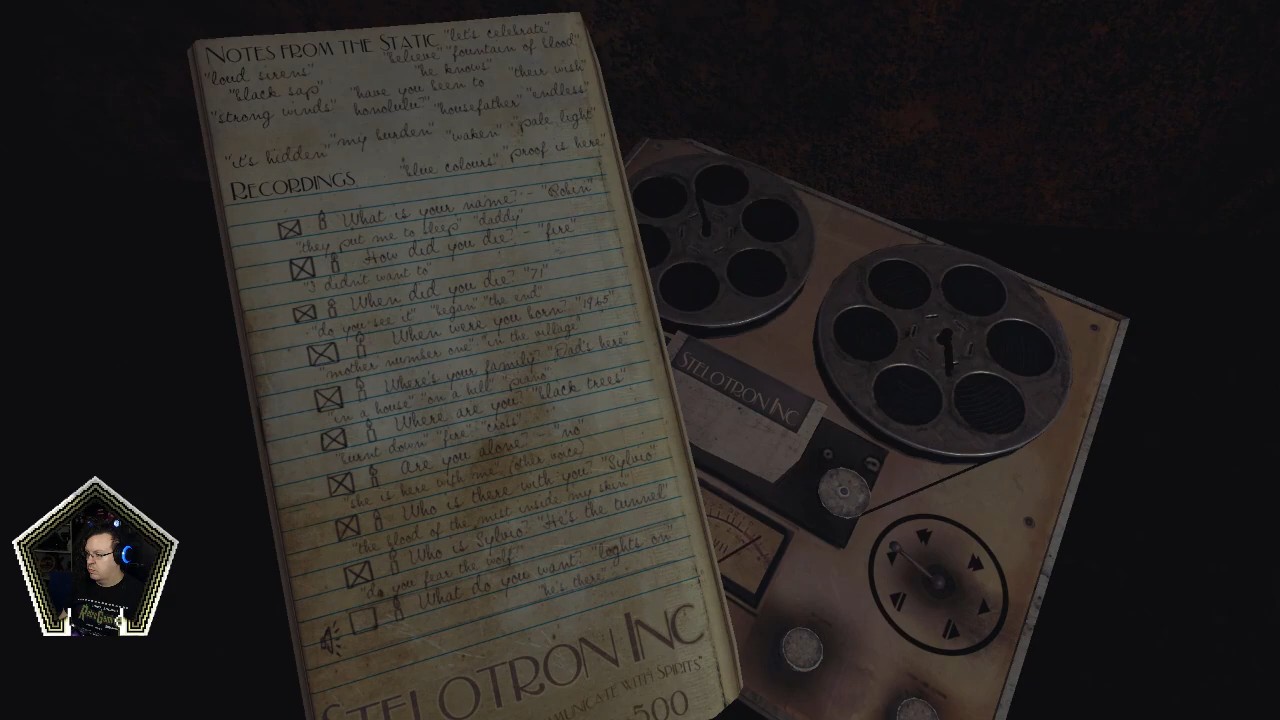 NOTES FROM THE STATIC "let's celebrate"
"loud sirens" "believe" "fountain of blood"
"black sap" "he knows" "their wish"
"strong winds" "have you been to honolulu?" "housefather" "endless"
"it's hidden" "my burden" "waken" "pale light"
"blue colours" "proof is here"
RECORDINGS
What is your name? - "Robin"
"they put me to sleep" "daddy"
How did you die? - "fire"
"I didn't want to"
When did you die? "71"
"do you see it" "began" "the end"
When were you born? "1965"
"mother number one" "in the village"
Where's your family? "Dad's here"
"in a house" "on a hill" "piano"
Where are you? "black trees"
"burnt down" "fire" "cross"
Are you alone? - "no"
"she is here with me" (other voice)
Who is there with you? "Sylvio"
"the blood of the mist inside my skin"
Who is Sylvio? "He's the tunnel"
"do you fear the wolf"
What do you want? "lights on"
"he's there"
STELOTRON INC
COMMUNICATE WITH SPIRITS"
500
STELOTRON INC